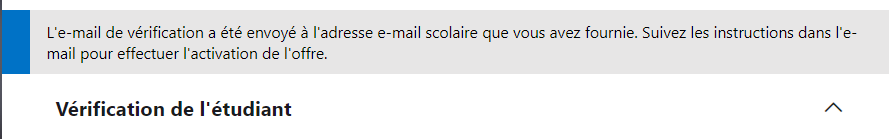 L'e-mail de vérification a été envoyé à l'adresse e-mail scolaire que vous avez fournie. Suivez les instructions dans l'e-
mail pour effectuer l'activation de l'offre.
Vérification de l'étudiant